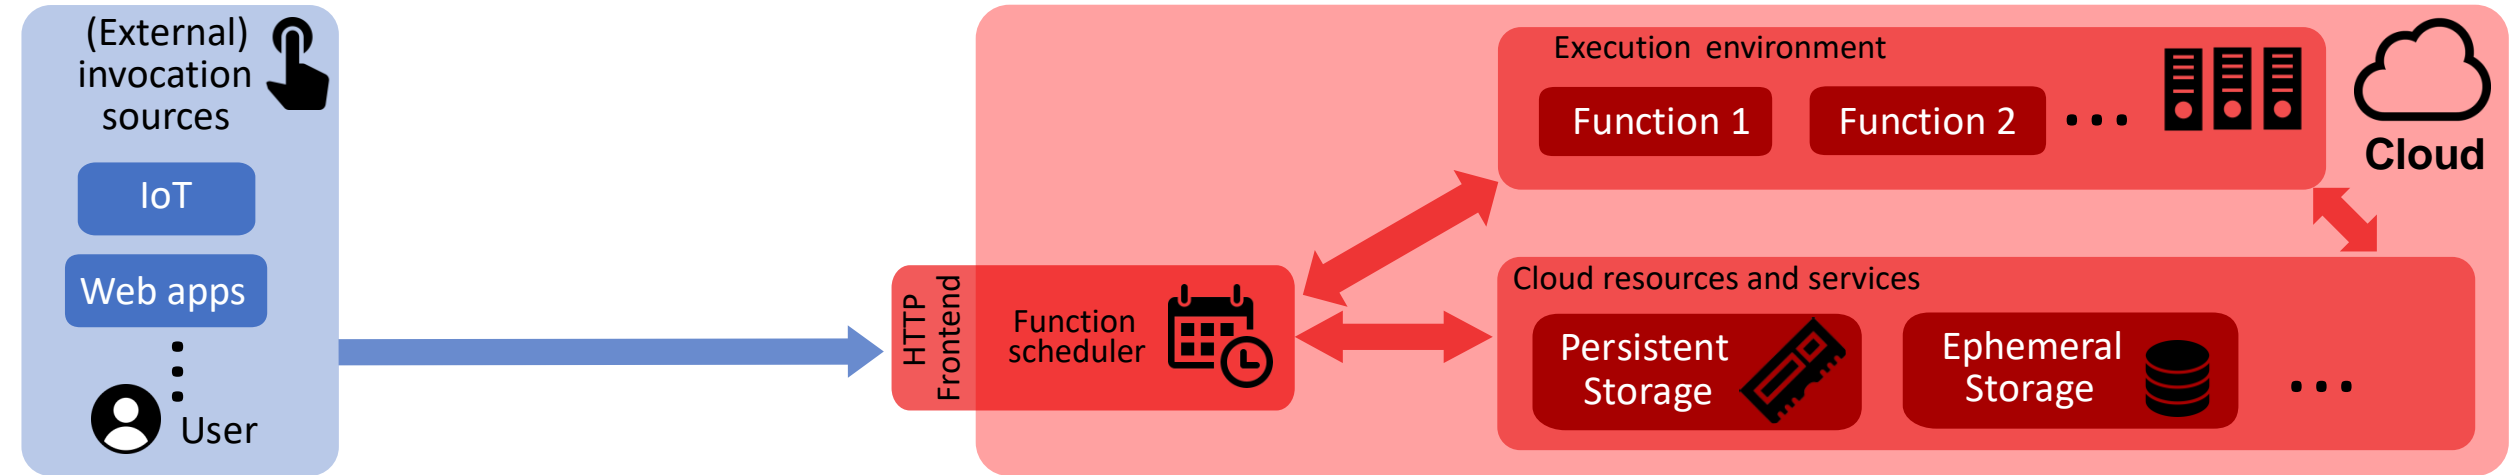 (External)
invocation
sources
IoT
Web apps
User
HTTP
Frontend
Function
scheduler
Execution environment
Function 1
Function 2
...
Cloud
Cloud resources and services
Persistent
Storage
Ephemeral
Storage
...